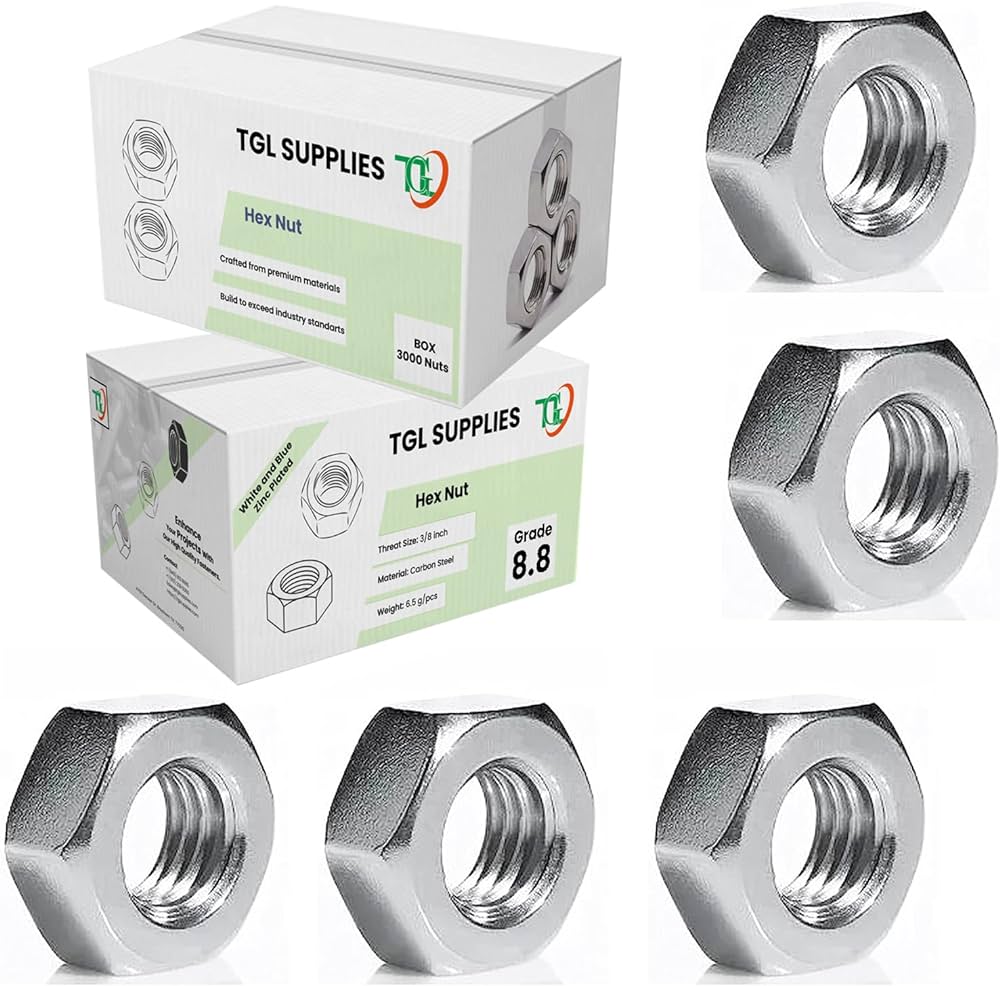 TGL SUPPLIES
TGL
Hex Nut
Crafted from premium materials
Build to exceed industry standarts
BOX
3000 Nuts
TGL
White and Blue
Zinc Plated
TGL SUPPLIES
TGL
Hex Nut
Threat Size: 3/8 inch
Material: Carbon Steel
Weight: 6.5 g/pcs
Grade
8.8
Enhance
Your Projects with
Our High Quality Fasteners.